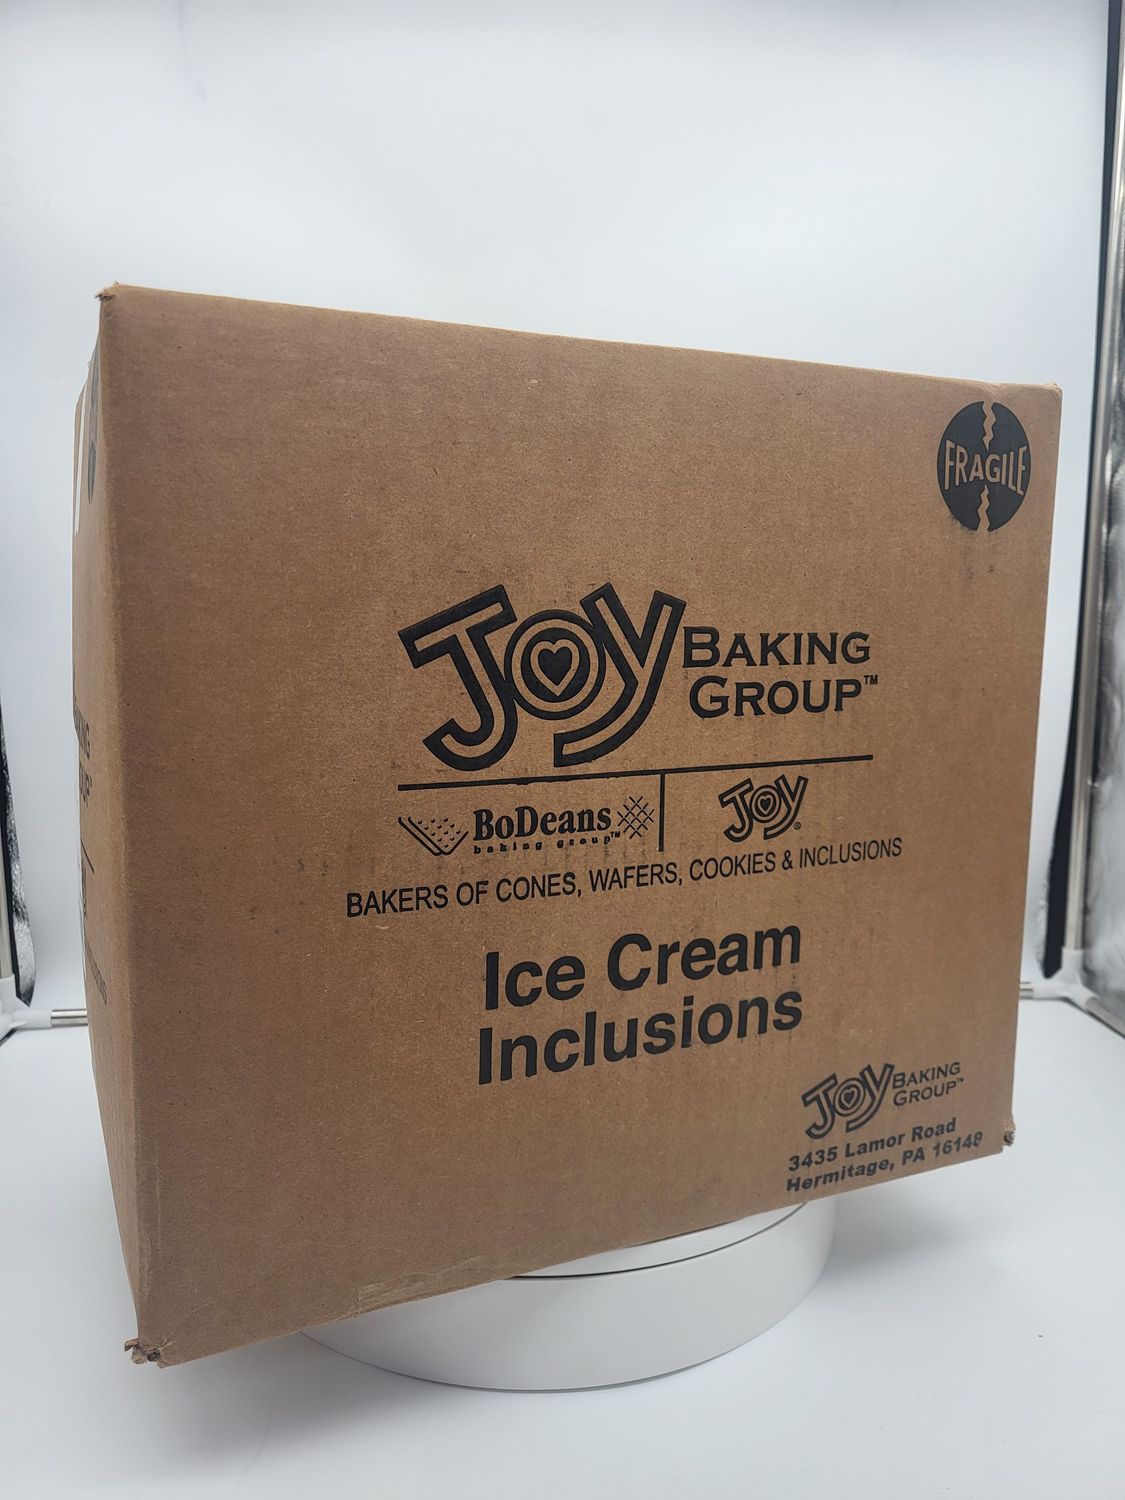 FRAGILE
JOY BAKING
GROUP™
BoDeans
baking group™
JOY®
BAKERS OF CONES, WAFERS, COOKIES & INCLUSIONS
Ice Cream
Inclusions
JOY BAKING
GROUP™
3435 Lamor Road
Hermitage, PA 16148